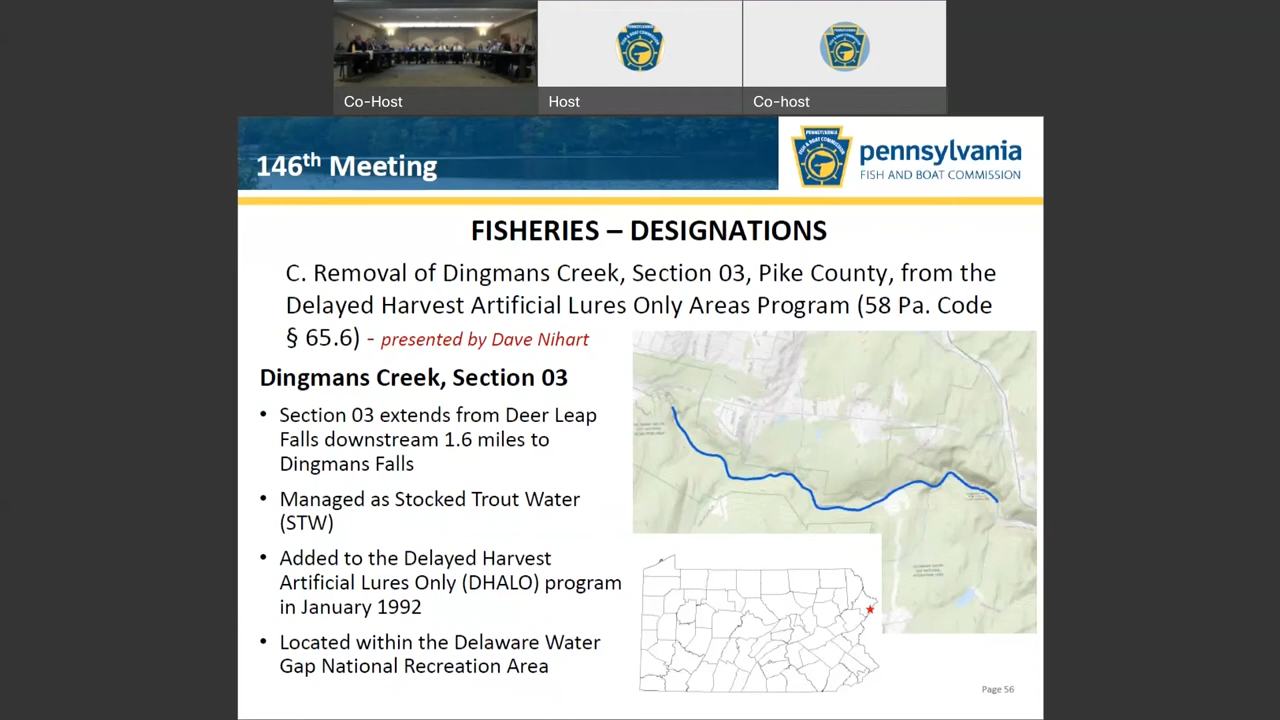 Co-Host
Host
Co-host
146th Meeting
pennsylvania
FISH AND BOAT COMMISSION
FISHERIES – DESIGNATIONS
C. Removal of Dingmans Creek, Section 03, Pike County, from the
Delayed Harvest Artificial Lures Only Areas Program (58 Pa. Code
§ 65.6) - presented by Dave Nihart
Dingmans Creek, Section 03
• Section 03 extends from Deer Leap
Falls downstream 1.6 miles to
Dingmans Falls
• Managed as Stocked Trout Water
(STW)
• Added to the Delayed Harvest
Artificial Lures Only (DHALO) program
in January 1992
• Located within the Delaware Water
Gap National Recreation Area
Page 56